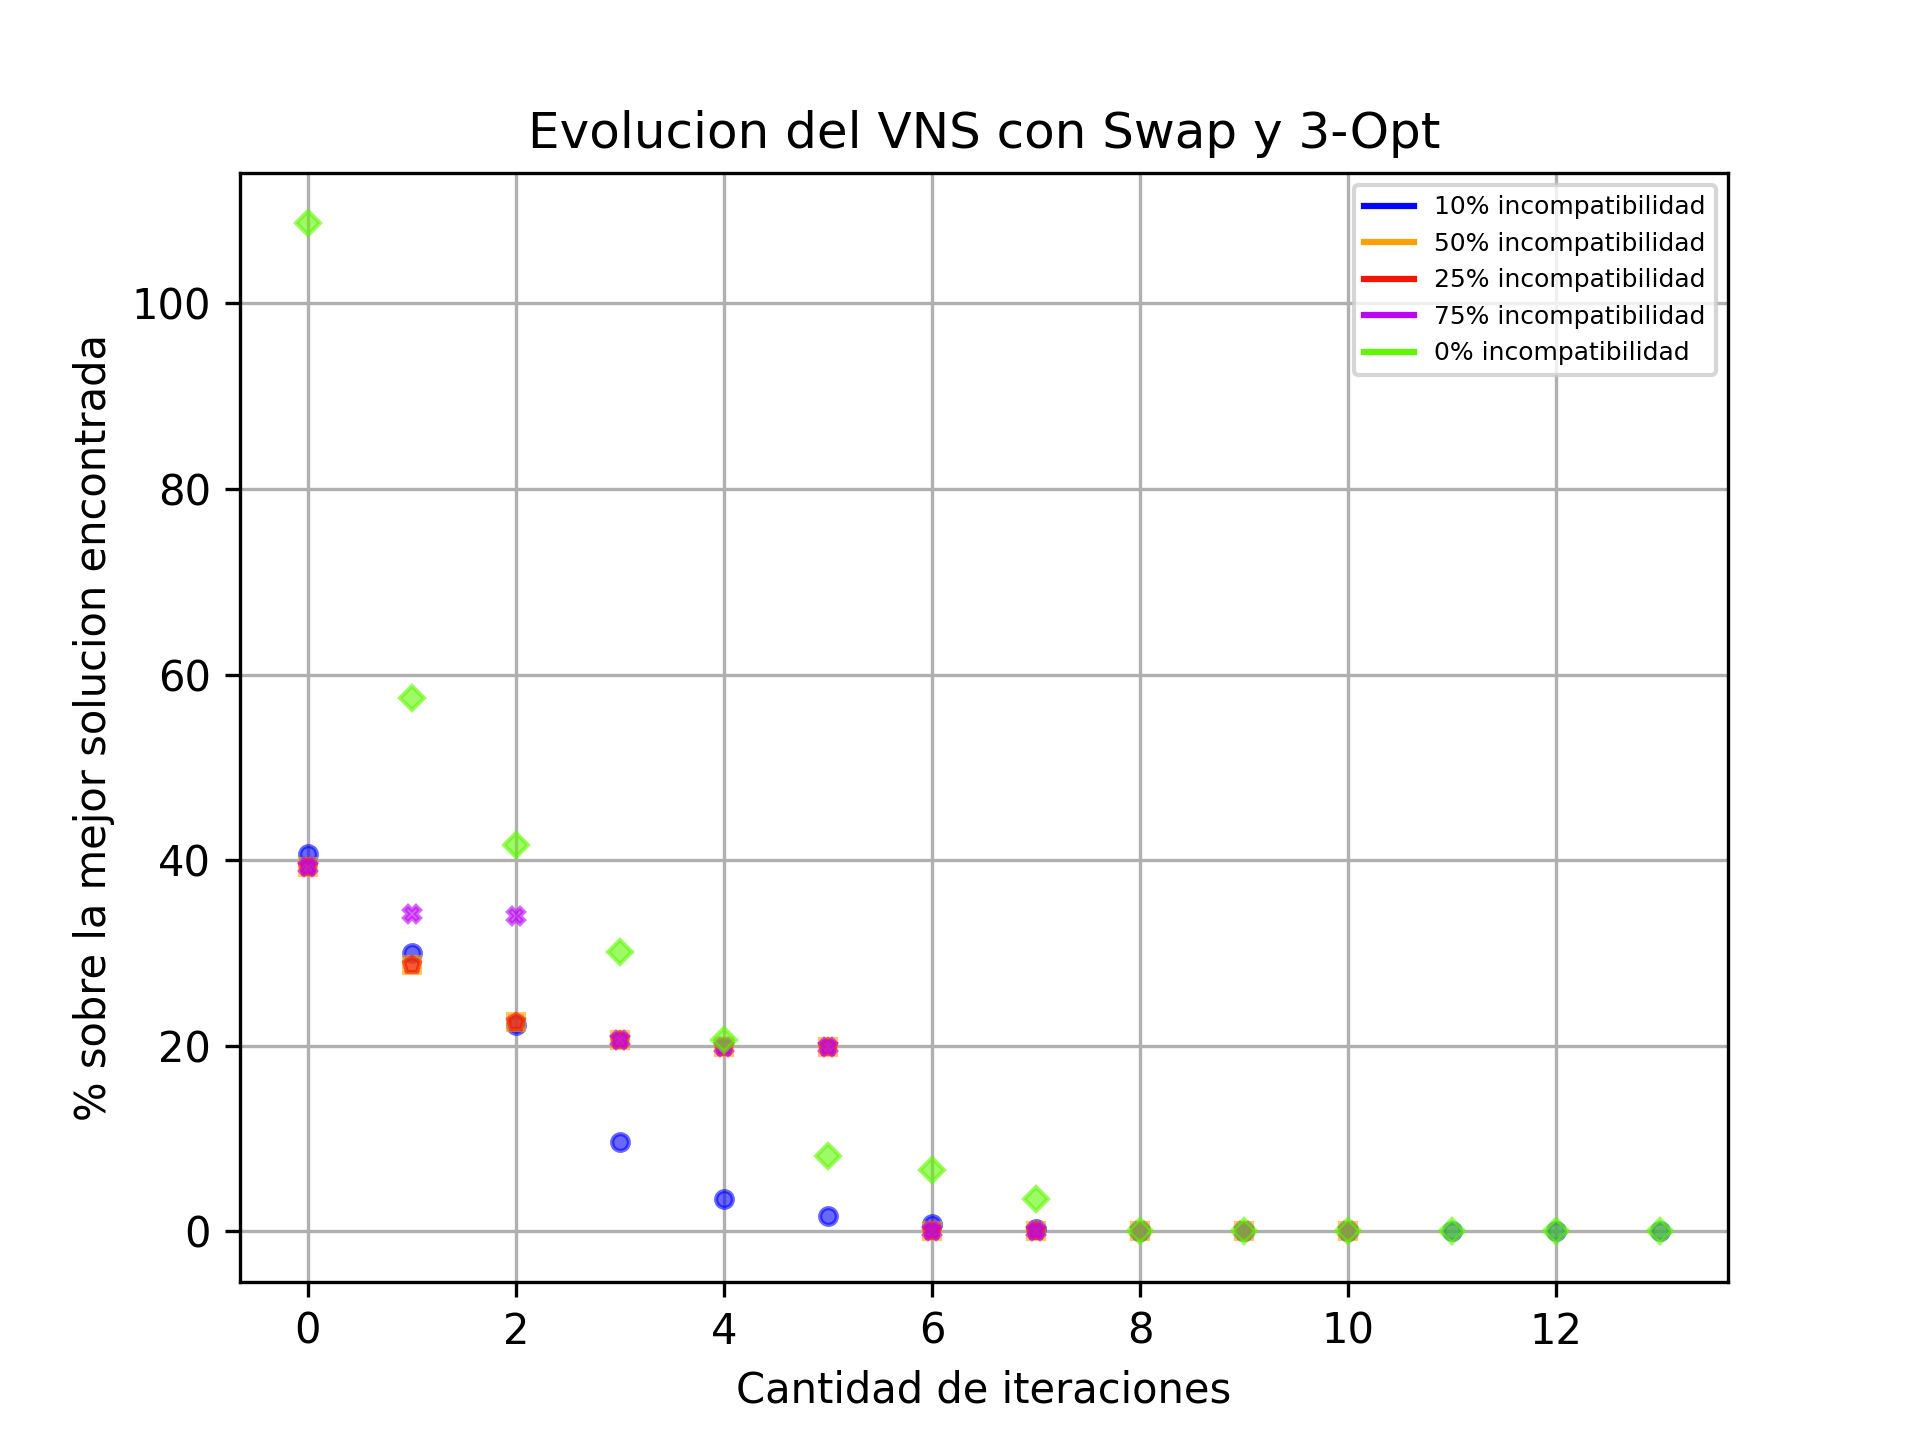 Evolucion del VNS con Swap y 3-Opt
10% incompatibilidad
50% incompatibilidad
25% incompatibilidad
75% incompatibilidad
0% incompatibilidad
% sobre la mejor solucion encontrada
100
80
60
40
20
0
0 2 4 6 8 10 12
Cantidad de iteraciones